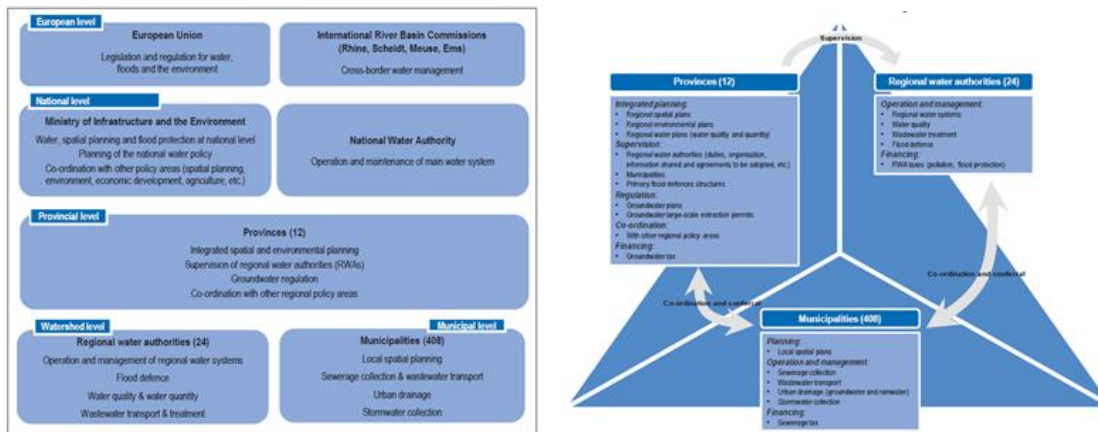 European level
European Union
Legislation and regulation for water,
floods and the environment
International River Basin Commissions
(Rhine, Scheldt, Meuse, Ems)
Cross-border water management
National level
Ministry of Infrastructure and the Environment
Water, spatial planning and flood protection at national level
Planning of the national water policy
Co-ordination with other policy areas (spatial planning,
environment, economic development, agriculture, etc.)
National Water Authority
Operation and maintenance of main water system
Provincial level
Provinces (12)
Integrated spatial and environmental planning
Supervision of regional water authorities (RWAs)
Groundwater regulation
Co-ordination with other regional policy areas
Watershed level
Regional water authorities (24)
Operation and management of regional water systems
Flood defence
Water quality & water quantity
Wastewater transport & treatment
Municipal level
Municipalities (408)
Local spatial planning
Sewerage collection & wastewater transport
Urban drainage
Stormwater collection
Supervision
Provinces (12)
Integrated planning:
• Regional spatial plans
• Regional environmental plans
• Regional water plans (water quality and quantity)
Supervision:
• Regional water authorities (duties, organisation,
information shared and agreements to be adopted, etc.)
• Municipalities
• Primary flood defences structures
Regulation:
• Groundwater plans
• Groundwater large-scale extraction permits
Co-ordination:
• With other regional policy areas
Financing:
• Groundwater tax
Regional water authorities (24)
Operation and management:
• Regional water systems
• Water quality
• Wastewater treatment
• Flood defence
Financing:
• RWA taxes (pollution, flood protection)
Co-ordination and conferral
Co-ordination and conferral
Municipalities (408)
Planning:
• Local spatial plans
Operation and management:
• Sewerage collection
• Wastewater transport
• Urban drainage (groundwater and rainwater)
• Stormwater collection
Financing:
• Sewerage tax